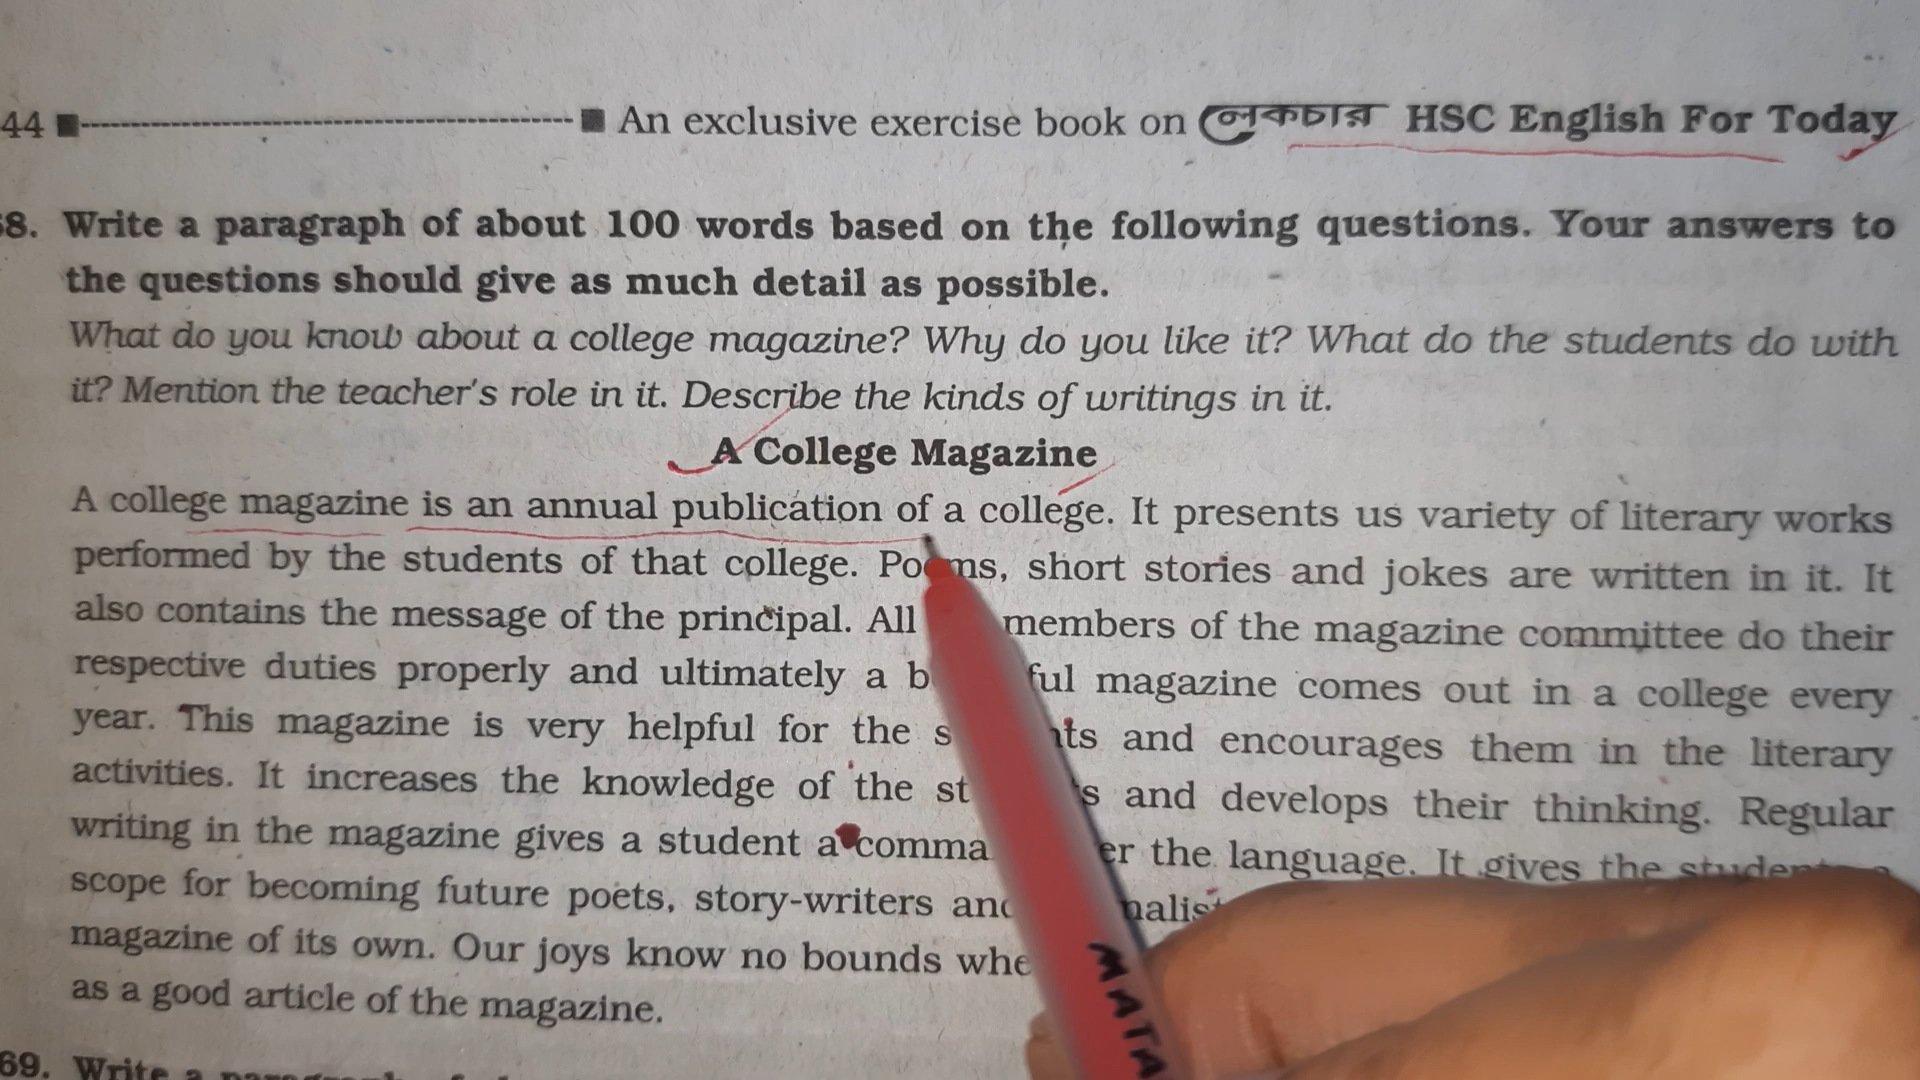 44 ■ ■ An exclusive exercise book on লেকচার HSC English For Today
68. Write a paragraph of about 100 words based on the following questions. Your answers to
the questions should give as much detail as possible.
What do you know about a college magazine? Why do you like it? What do the students do with
it? Mention the teacher's role in it. Describe the kinds of writings in it.
A College Magazine
A college magazine is an annual publication of a college. It presents us variety of literary works
performed by the students of that college. Poems, short stories and jokes are written in it. It
also contains the message of the principal. All members of the magazine committee do their
respective duties properly and ultimately a magazine comes out in a college every
year. This magazine is very helpful for the and encourages them in the literary
activities. It increases the knowledge of the and develops their thinking. Regular
writing in the magazine gives a student a the language. It gives the
scope for becoming future poets, story-writers
magazine of its own. Our joys know no bounds
as a good article of the magazine.
69. Write a
MATA